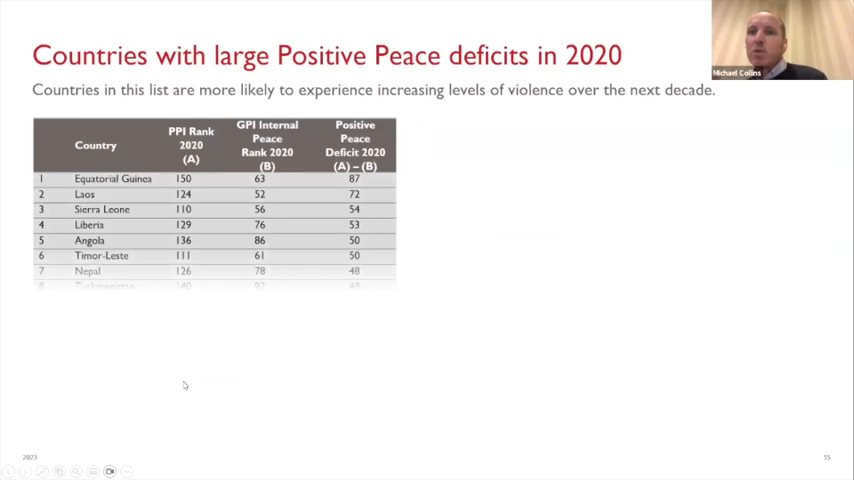 Countries with large Positive Peace deficits in 2020
Michael Collins
Countries in this list are more likely to experience increasing levels of violence over the next decade.
Country PPI Rank 2020 (A) GPI Internal Peace Rank 2020 (B) Positive Peace Deficit 2020 (A) – (B)
1 Equatorial Guinea 150 63 87
2 Laos 124 52 72
3 Sierra Leone 110 56 54
4 Liberia 129 76 53
5 Angola 136 86 50
6 Timor-Leste 111 61 50
7 Nepal 126 78 48
8 140 92 48
2023
55